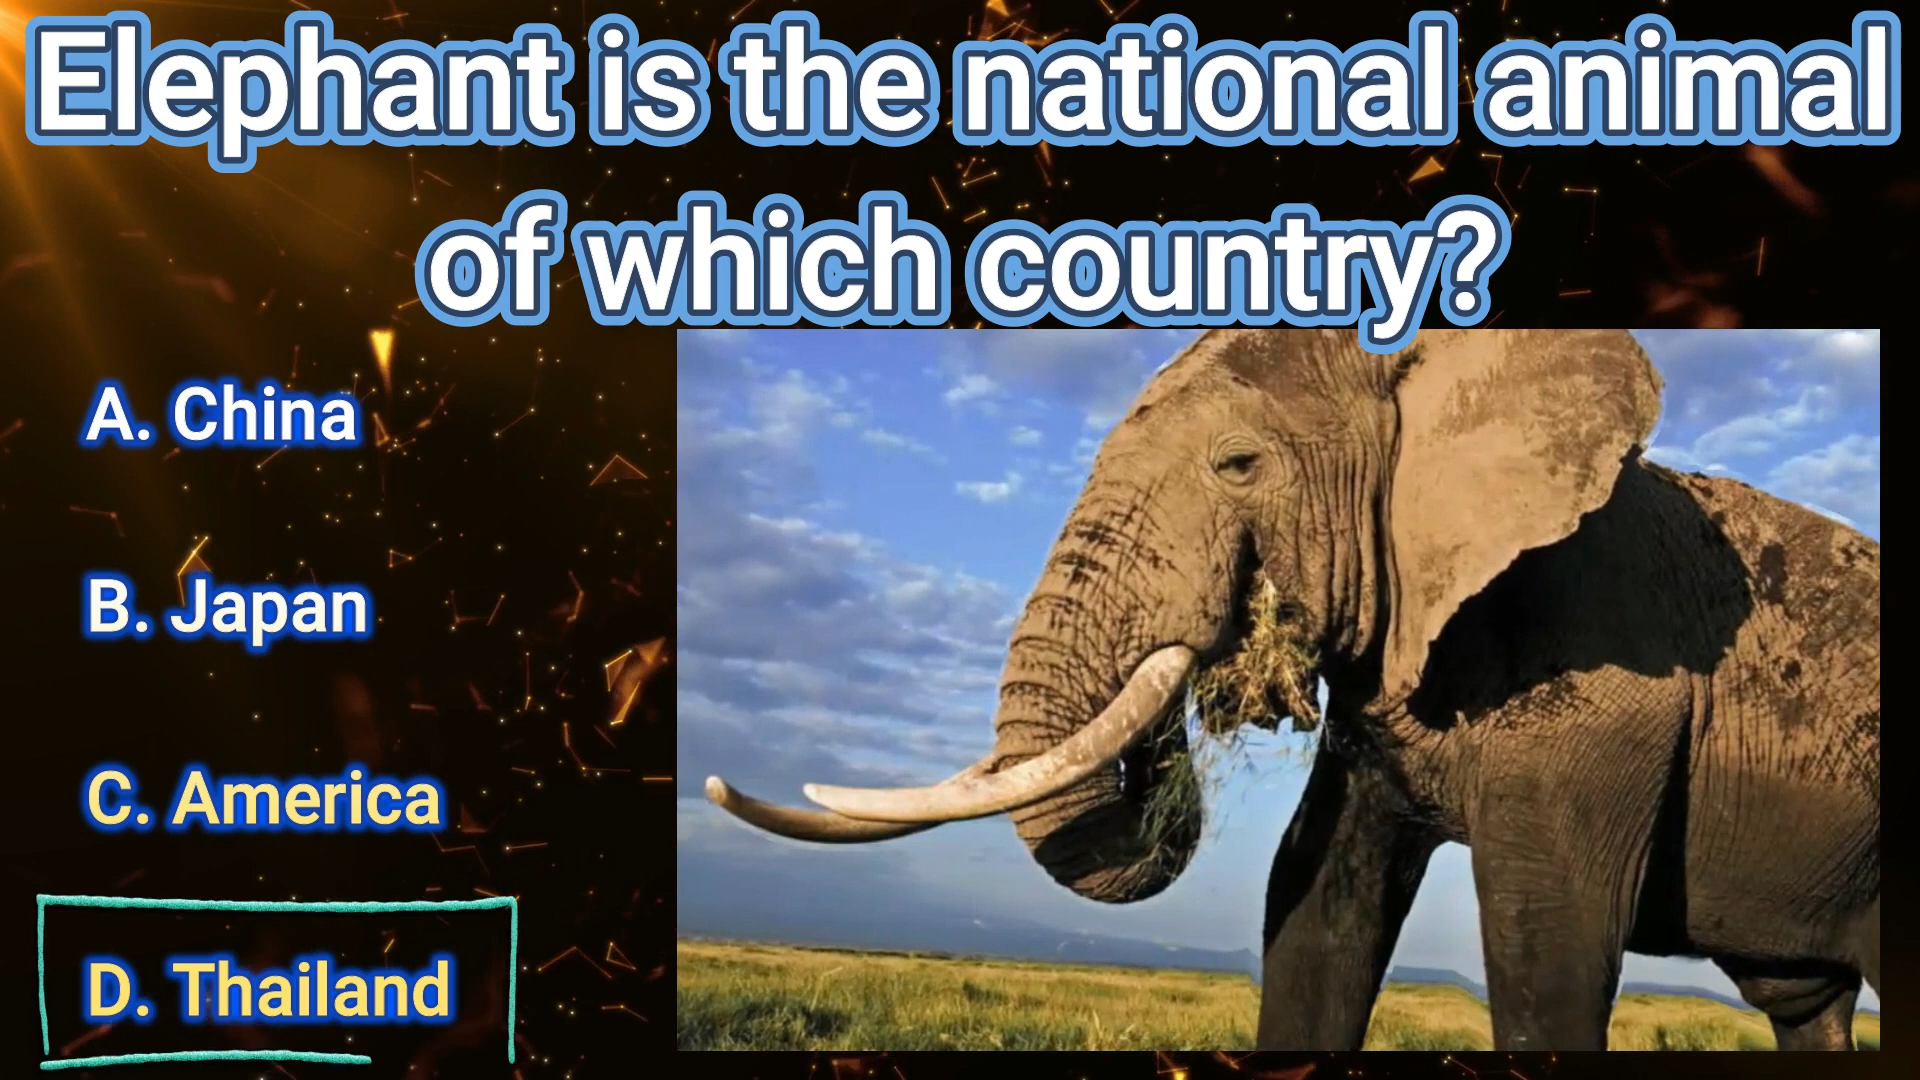 Elephant is the national animal
of which country?
A. China
B. Japan
C. America
D. Thailand